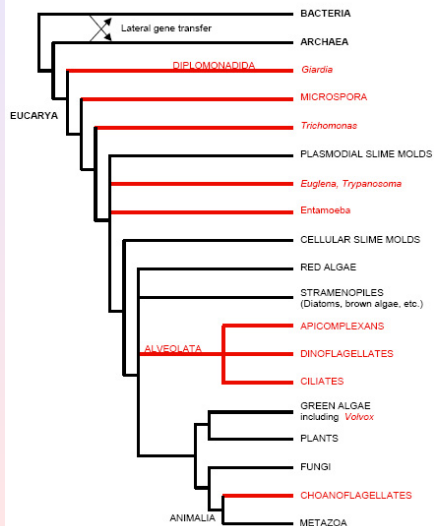 BACTERIA
Lateral gene transfer
ARCHAEA
DIPLOMONADIDA
Giardia
MICROSPORA
EUCARYA
Trichomonas
PLASMODIAL SLIME MOLDS
Euglena, Trypanosoma
Entamoeba
CELLULAR SLIME MOLDS
RED ALGAE
STRAMENOPILES
(Diatoms, brown algae, etc.)
APICOMPLEXANS
ALVEOLATA
DINOFLAGELLATES
CILIATES
GREEN ALGAE
including Volvox
PLANTS
FUNGI
CHOANOFLAGELLATES
ANIMALIA
METAZOA